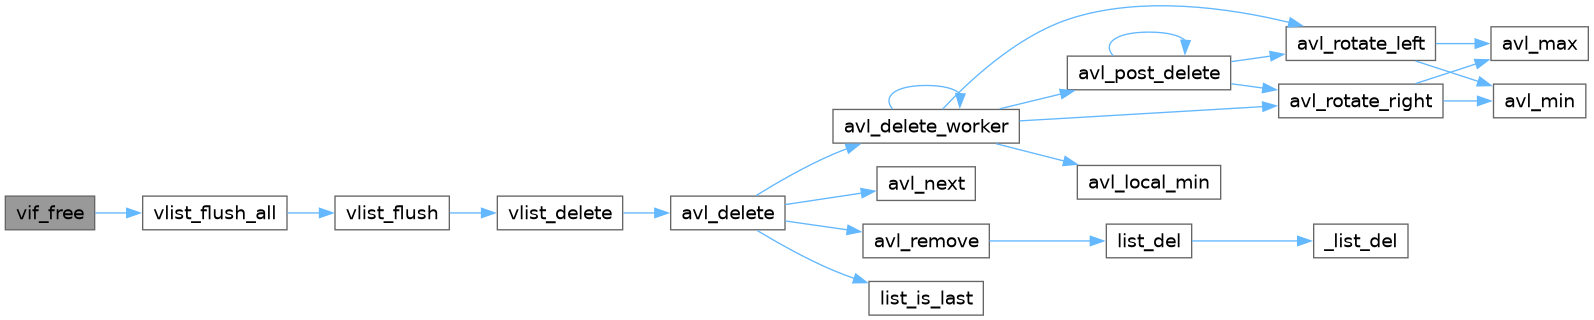 vif_free
vlist_flush_all
vlist_flush
vlist_delete
avl_delete
avl_delete_worker
avl_post_delete
avl_rotate_left
avl_max
avl_min
avl_rotate_right
avl_local_min
avl_next
avl_remove
list_del
_list_del
list_is_last